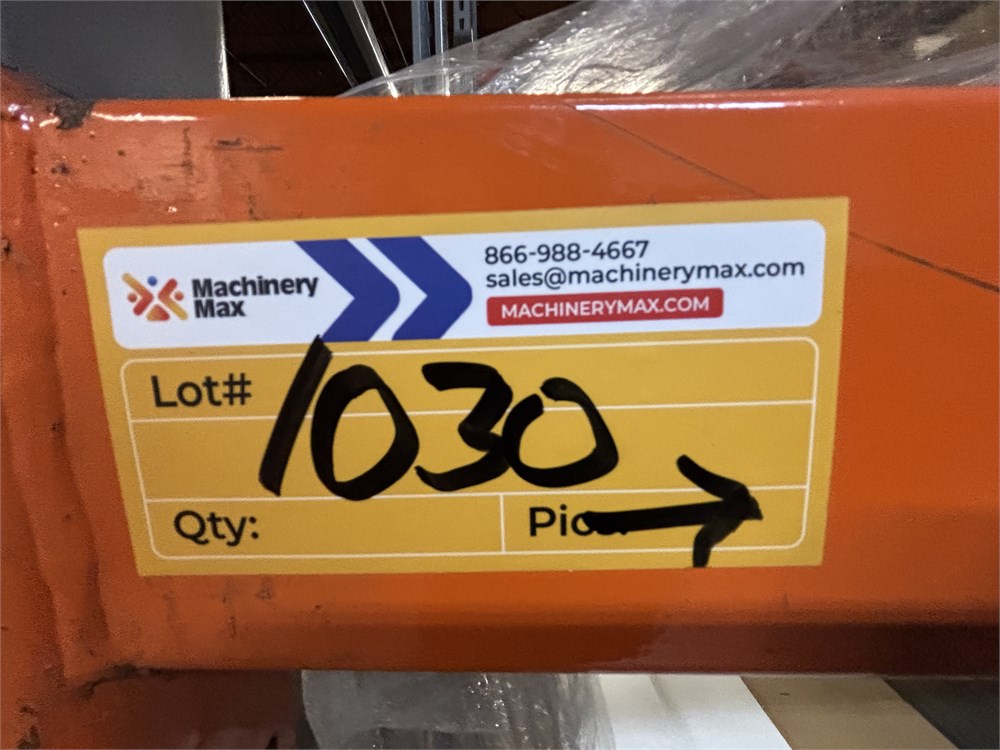 Machinery
Max
866-988-4667
sales@machinerymax.com
MACHINERYMAX.COM
Lot# 1030
Qty: